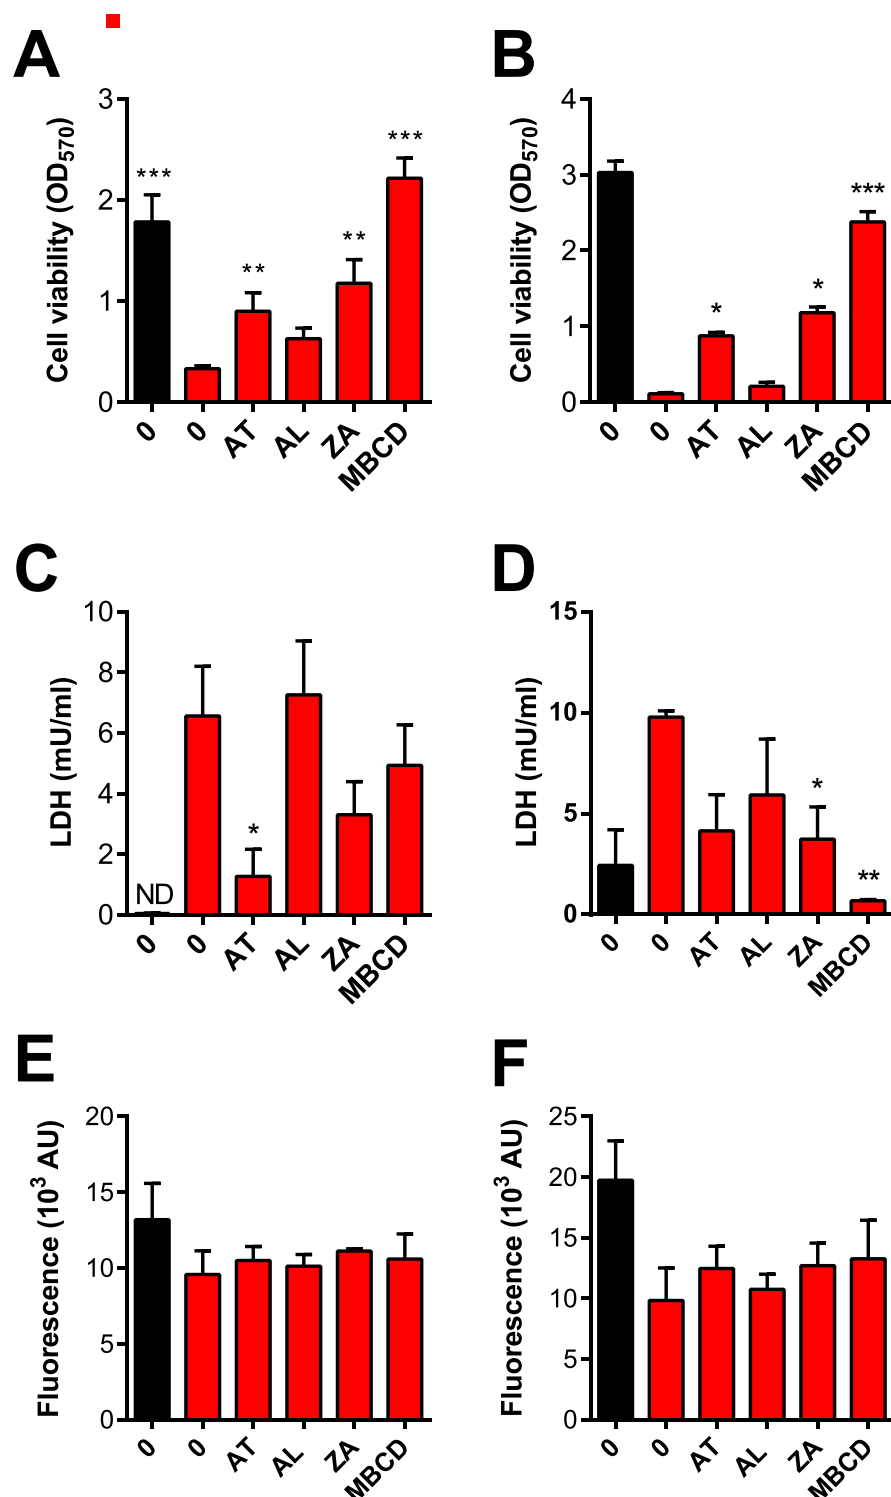 A
B
Cell viability (OD570)
3
2
1
0
***
**
**
***
0
0
AT
AL
ZA
MBCD
Cell viability (OD570)
4
3
2
1
0
*
*
***
0
0
AT
AL
ZA
MBCD
C
D
LDH (mU/ml)
10
8
6
4
2
0
ND
*
0
0
AT
AL
ZA
MBCD
LDH (mU/ml)
15
10
5
0
*
**
0
0
AT
AL
ZA
MBCD
E
F
Fluorescence (10³ AU)
20
15
10
5
0
0
0
AT
AL
ZA
MBCD
Fluorescence (10³ AU)
25
20
15
10
5
0
0
0
AT
AL
ZA
MBCD